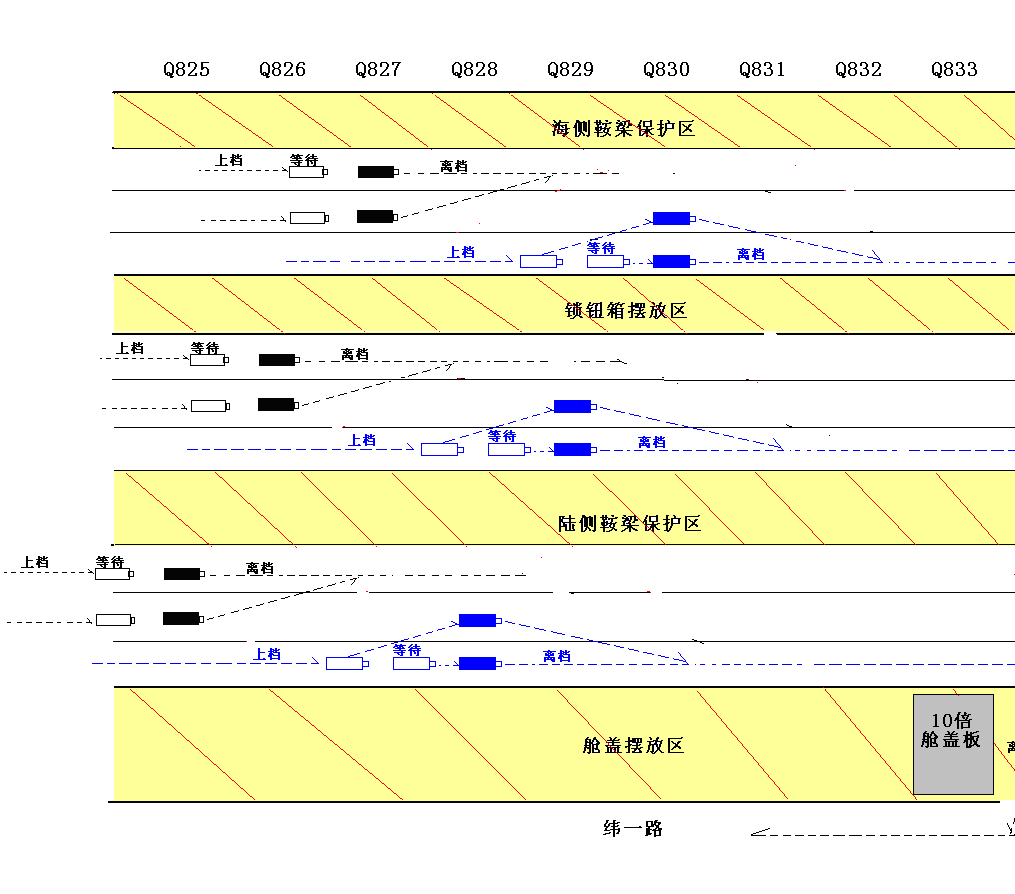 Q825 Q826 Q827 Q828 Q829 Q830 Q831 Q832 Q833
海侧鞍梁保护区
上档 等待 离档
上档 等待 离档
锁钮箱摆放区
上档 等待 离档
上档 等待 离档
陆侧鞍梁保护区
上档 等待 离档
上档 等待 离档
10倍
舱盖板
舱盖摆放区
离
纬一路